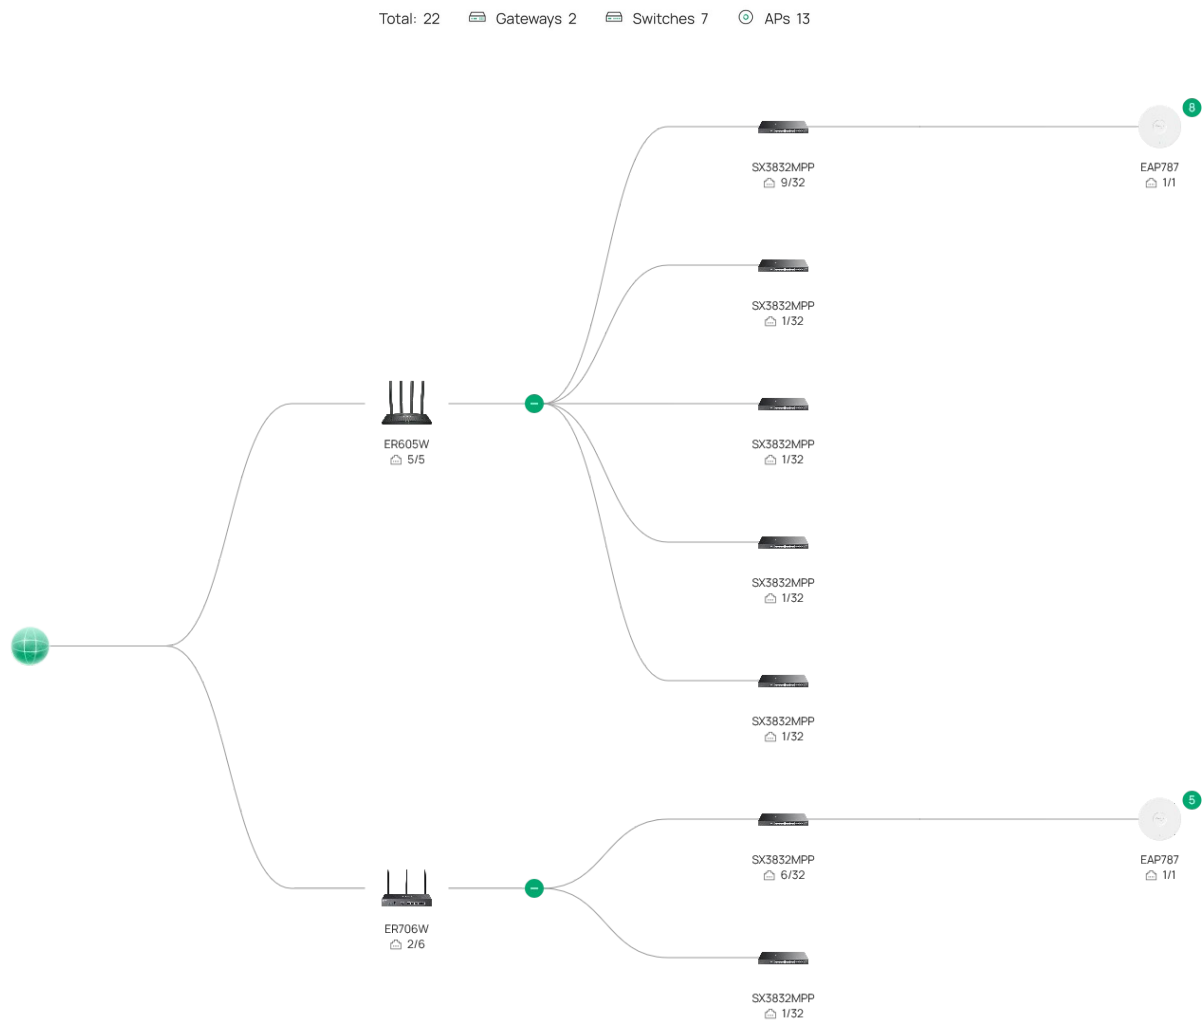 Total: 22 Gateways 2 Switches 7 APs 13
8
SX3832MPP
9/32
EAP787
1/1
SX3832MPP
1/32
ER605W
5/5
SX3832MPP
1/32
SX3832MPP
1/32
SX3832MPP
1/32
5
SX3832MPP
6/32
EAP787
1/1
ER706W
2/6
SX3832MPP
1/32